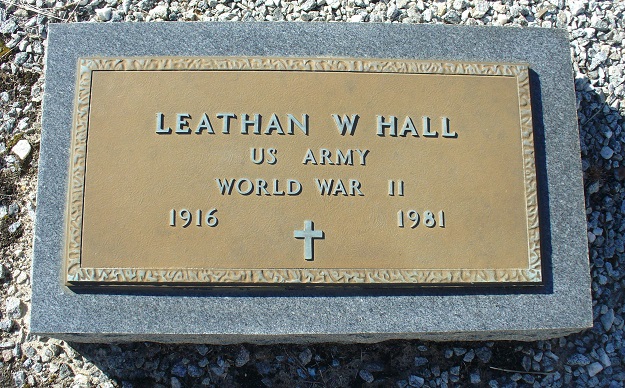 LEATHAN W HALL
US ARMY
WORLD WAR II
1916 1981